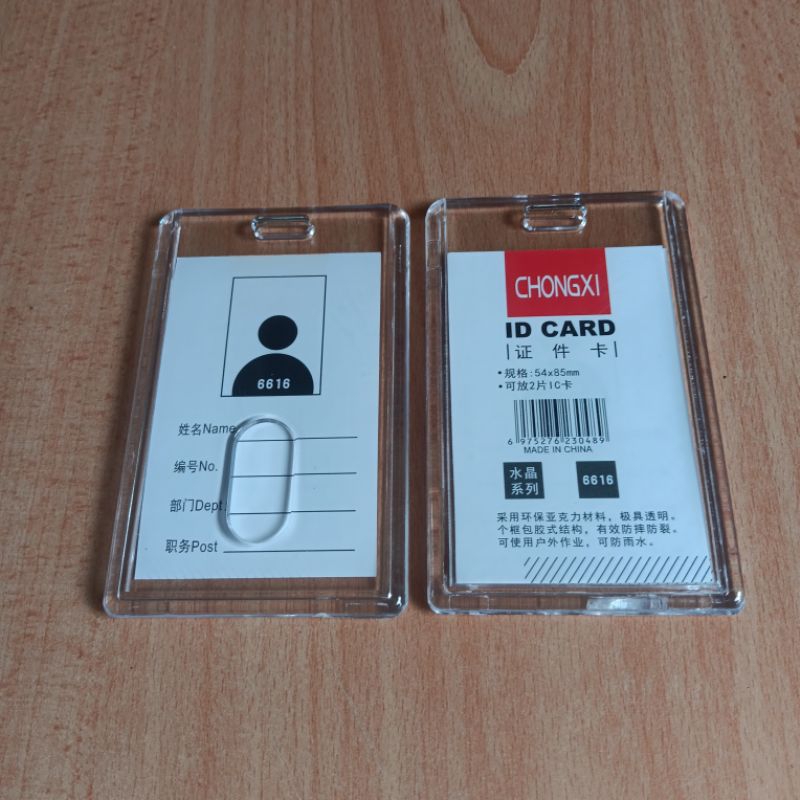 6616
姓名Name
编号No.
部门Dept.
职务Post
CHONGXI
ID CARD
证件卡
•规格:54x85mm
•可放2片IC卡
6 975276 230489
MADE IN CHINA
水晶
系列
6616
采用环保亚克力材料，极具透明。
个框包胶式结构，有效防摔防裂。
可使用户外作业，可防雨水。